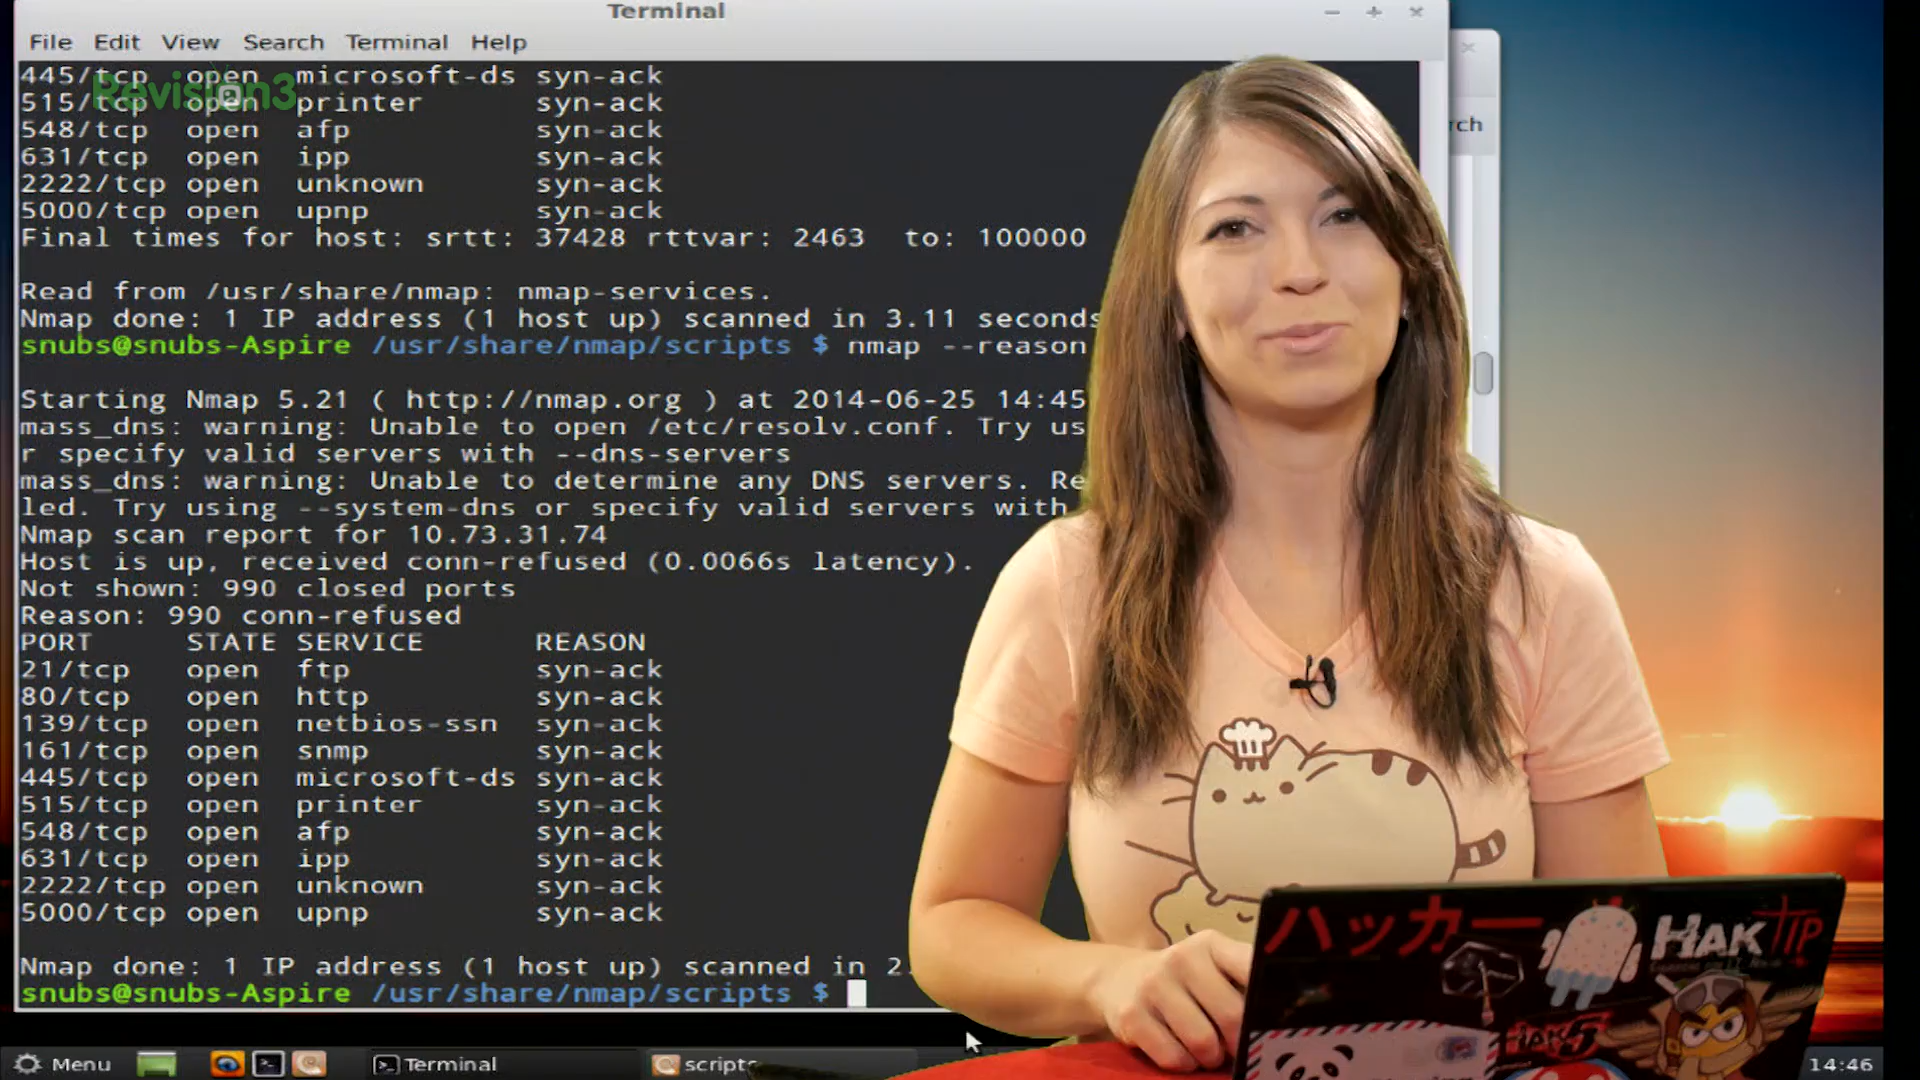 Terminal
File Edit View Search Terminal Help
Revision3
445/tcp open microsoft-ds syn-ack
515/tcp open printer syn-ack
548/tcp open afp syn-ack
631/tcp open ipp syn-ack
2222/tcp open unknown syn-ack
5000/tcp open upnp syn-ack
Final times for host: srtt: 37428 rttvar: 2463 to: 100000
Read from /usr/share/nmap: nmap-services.
Nmap done: 1 IP address (1 host up) scanned in 3.11 seconds
snubs@snubs-Aspire /usr/share/nmap/scripts $ nmap --reason
Starting Nmap 5.21 ( http://nmap.org ) at 2014-06-25 14:45
mass_dns: warning: Unable to open /etc/resolv.conf. Try us
r specify valid servers with --dns-servers
mass_dns: warning: Unable to determine any DNS servers. Re
led. Try using --system-dns or specify valid servers with
Nmap scan report for 10.73.31.74
Host is up, received conn-refused (0.0066s latency).
Not shown: 990 closed ports
Reason: 990 conn-refused
PORT STATE SERVICE REASON
21/tcp open ftp syn-ack
80/tcp open http syn-ack
139/tcp open netbios-ssn syn-ack
161/tcp open snmp syn-ack
445/tcp open microsoft-ds syn-ack
515/tcp open printer syn-ack
548/tcp open afp syn-ack
631/tcp open ipp syn-ack
2222/tcp open unknown syn-ack
5000/tcp open upnp syn-ack
Nmap done: 1 IP address (1 host up) scanned in 2.
snubs@snubs-Aspire /usr/share/nmap/scripts $
rch
ハッカー
HAK TIP
HAK5
Menu Terminal scripts 14:46